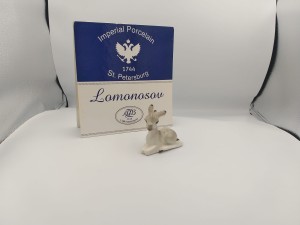 Imperial Porcelain
1744
St. Petersburg
Lomonosov